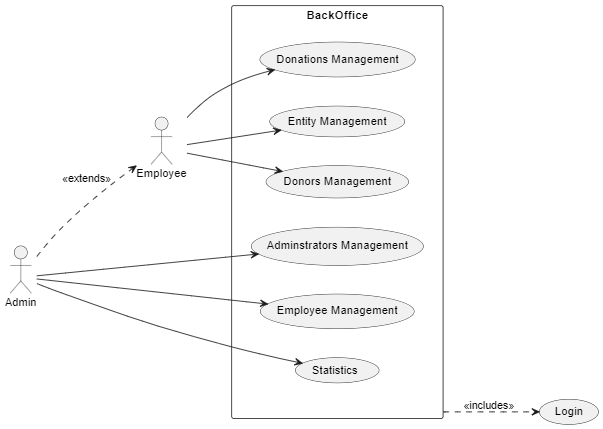 BackOffice
Donations Management
Entity Management
Employee
«extends»
Donors Management
Adminstrators Management
Admin
Employee Management
Statistics
«includes»
Login